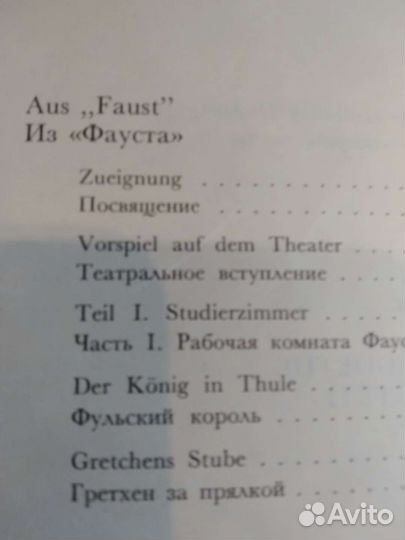 Aus „Faust”
Из «Фауста»
Zueignung . . . . . . . . . .
Посвящение . . . . . . . . .
Vorspiel auf dem Theater .
Театральное вступление .
Teil I. Studierzimmer . . .
Часть I. Рабочая комната
Der König in Thule . . . .
Фульский король . . . . . .
Gretchens Stube . . . . . .
Гретхен за прялкой . . . .
Avito